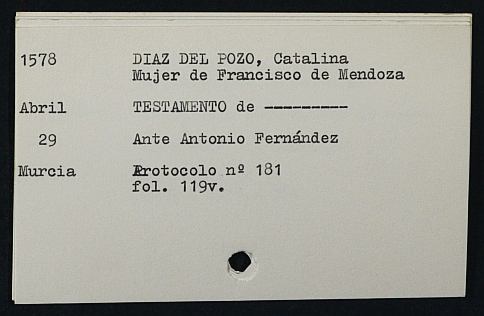 1578 DIAZ DEL POZO, Catalina
Mujer de Francisco de Mendoza
Abril TESTAMENTO de ---------
29 Ante Antonio Fernández
Murcia Protocolo nº 181
fol. 119v.